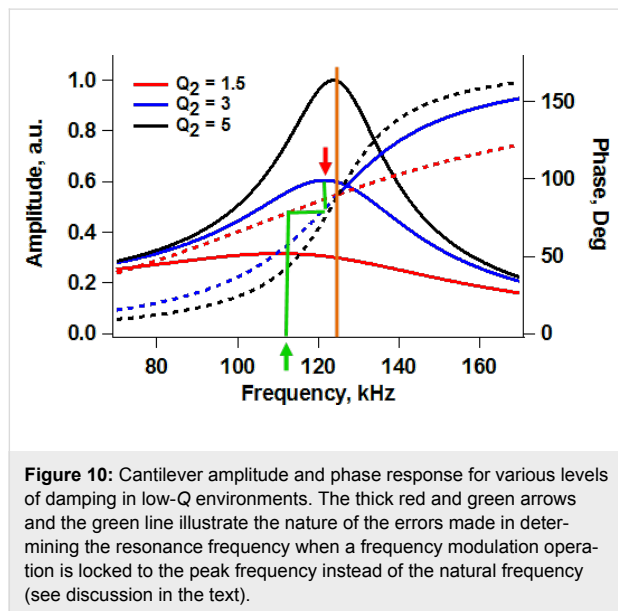 Q₂ = 1.5
Q₂ = 3
Q₂ = 5
Amplitude, a.u.
1.0
0.8
0.6
0.4
0.2
0.0
150
100
50
0
Phase, Deg
80 100 120 140 160
Frequency, kHz
Figure 10: Cantilever amplitude and phase response for various levels
of damping in low-Q environments. The thick red and green arrows
and the green line illustrate the nature of the errors made in deter-
mining the resonance frequency when a frequency modulation opera-
tion is locked to the peak frequency instead of the natural frequency
(see discussion in the text).